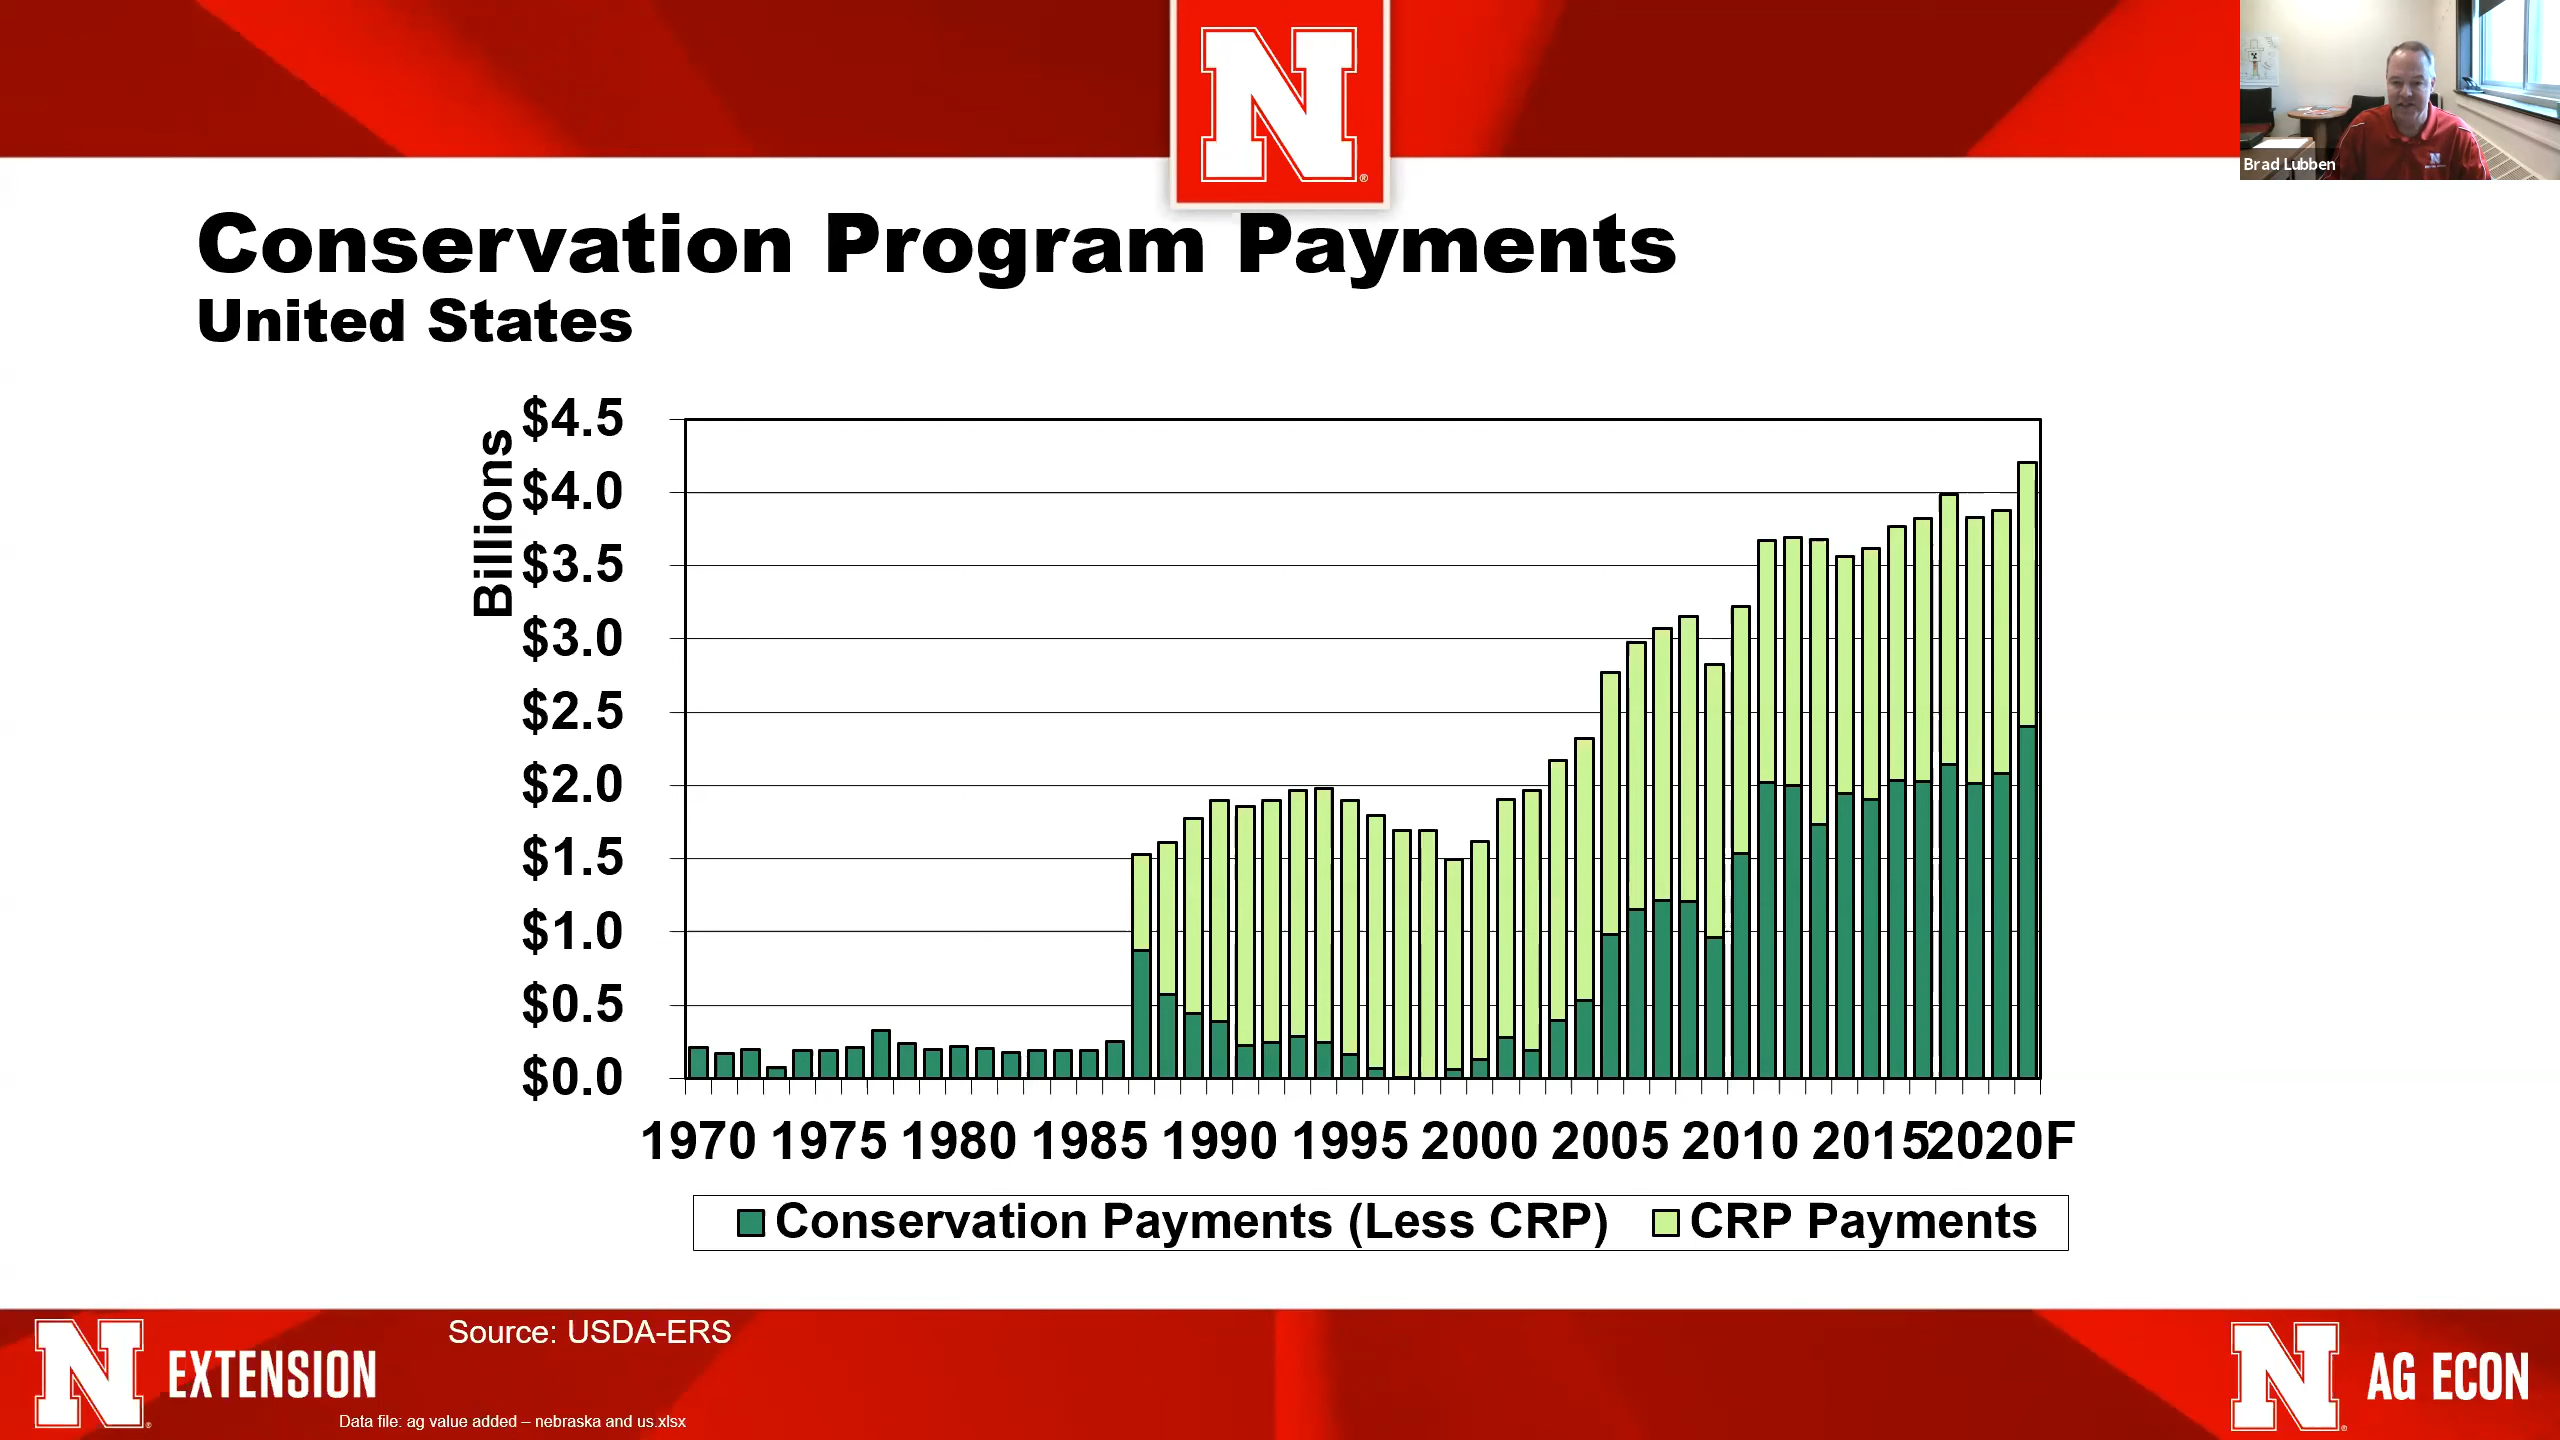 N
Brad Lubben
N
Conservation Program Payments
United States
Billions
$4.5
$4.0
$3.5
$3.0
$2.5
$2.0
$1.5
$1.0
$0.5
$0.0
1970 1975 1980 1985 1990 1995 2000 2005 2010 2015 2020F
Conservation Payments (Less CRP) CRP Payments
Source: USDA-ERS
N EXTENSION
Data file: ag value added – nebraska and us.xlsx
N AG ECON